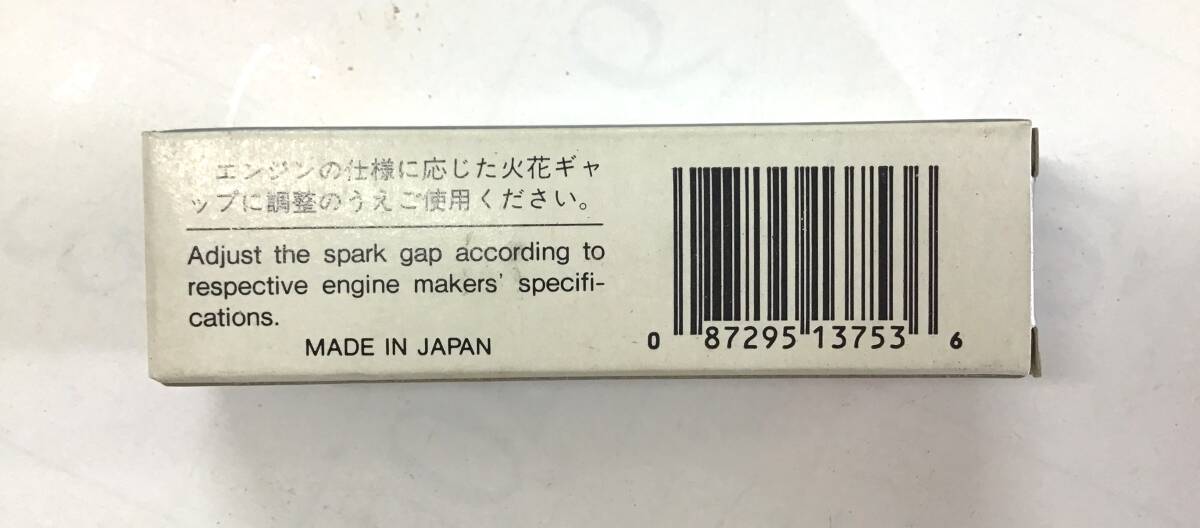 エンジンの仕様に応じた火花ギャ
ップに調整のうえご使用ください。
Adjust the spark gap according to
respective engine makers' specifi-
cations.
MADE IN JAPAN
0 87295 13753 6